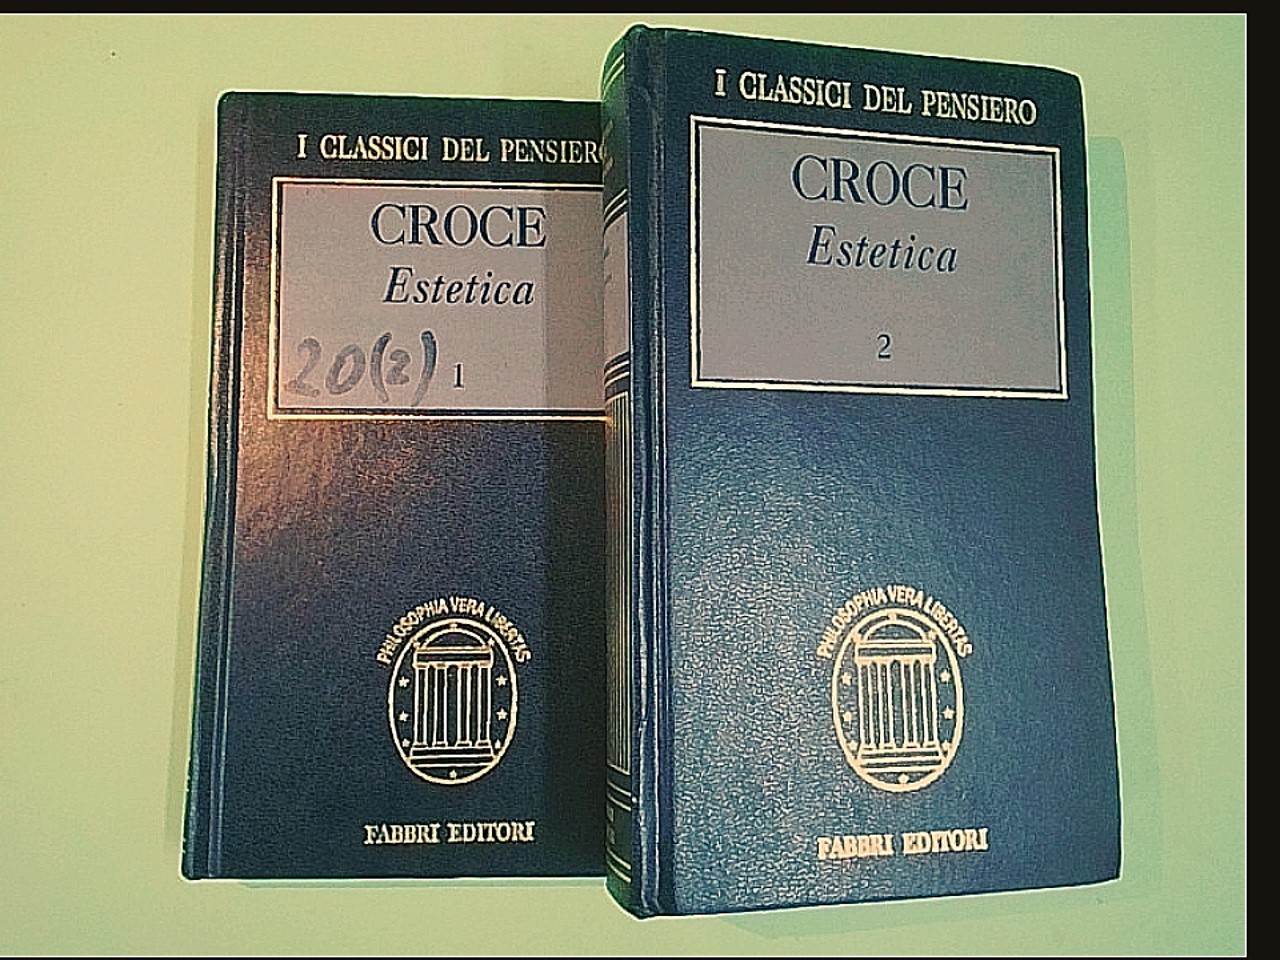 I CLASSICI DEL PENSIERO
CROCE
Estetica
20(2) 1
PHILOSOPHIA VERA LIBERTAS
FABBRI EDITORI
I CLASSICI DEL PENSIERO
CROCE
Estetica
2
PHILOSOPHIA VERA LIBERTAS
FABBRI EDITORI